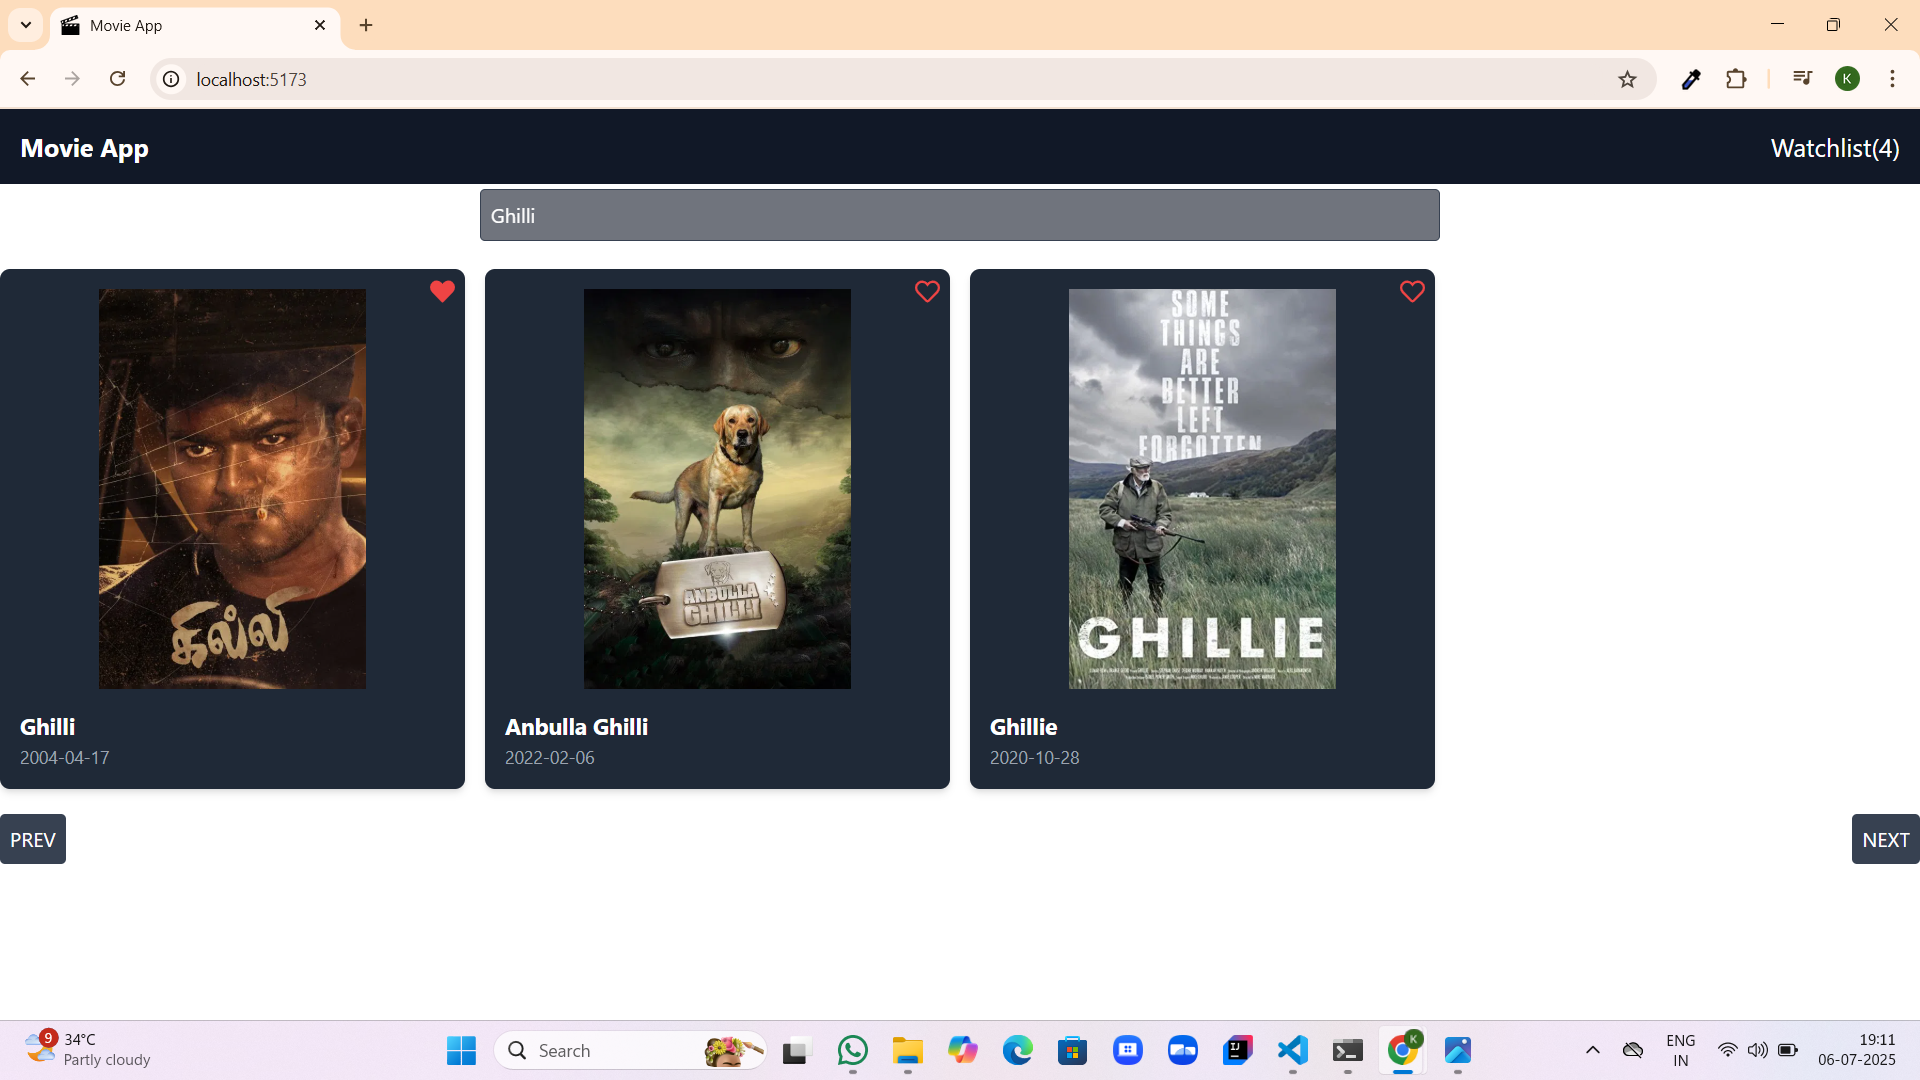 Movie App
localhost:5173
K
Movie App
Watchlist(4)
Ghilli
கில்லி
ANBULLA
GHILLI
SOME
THINGS
ARE
BETTER
LEFT
FORGOTTEN
GHILLIE
Ghilli
2004-04-17
Anbulla Ghilli
2022-02-06
Ghillie
2020-10-28
PREV
NEXT
9
34°C
Partly cloudy
Search
IJ
K
ENG
IN
19:11
06-07-2025